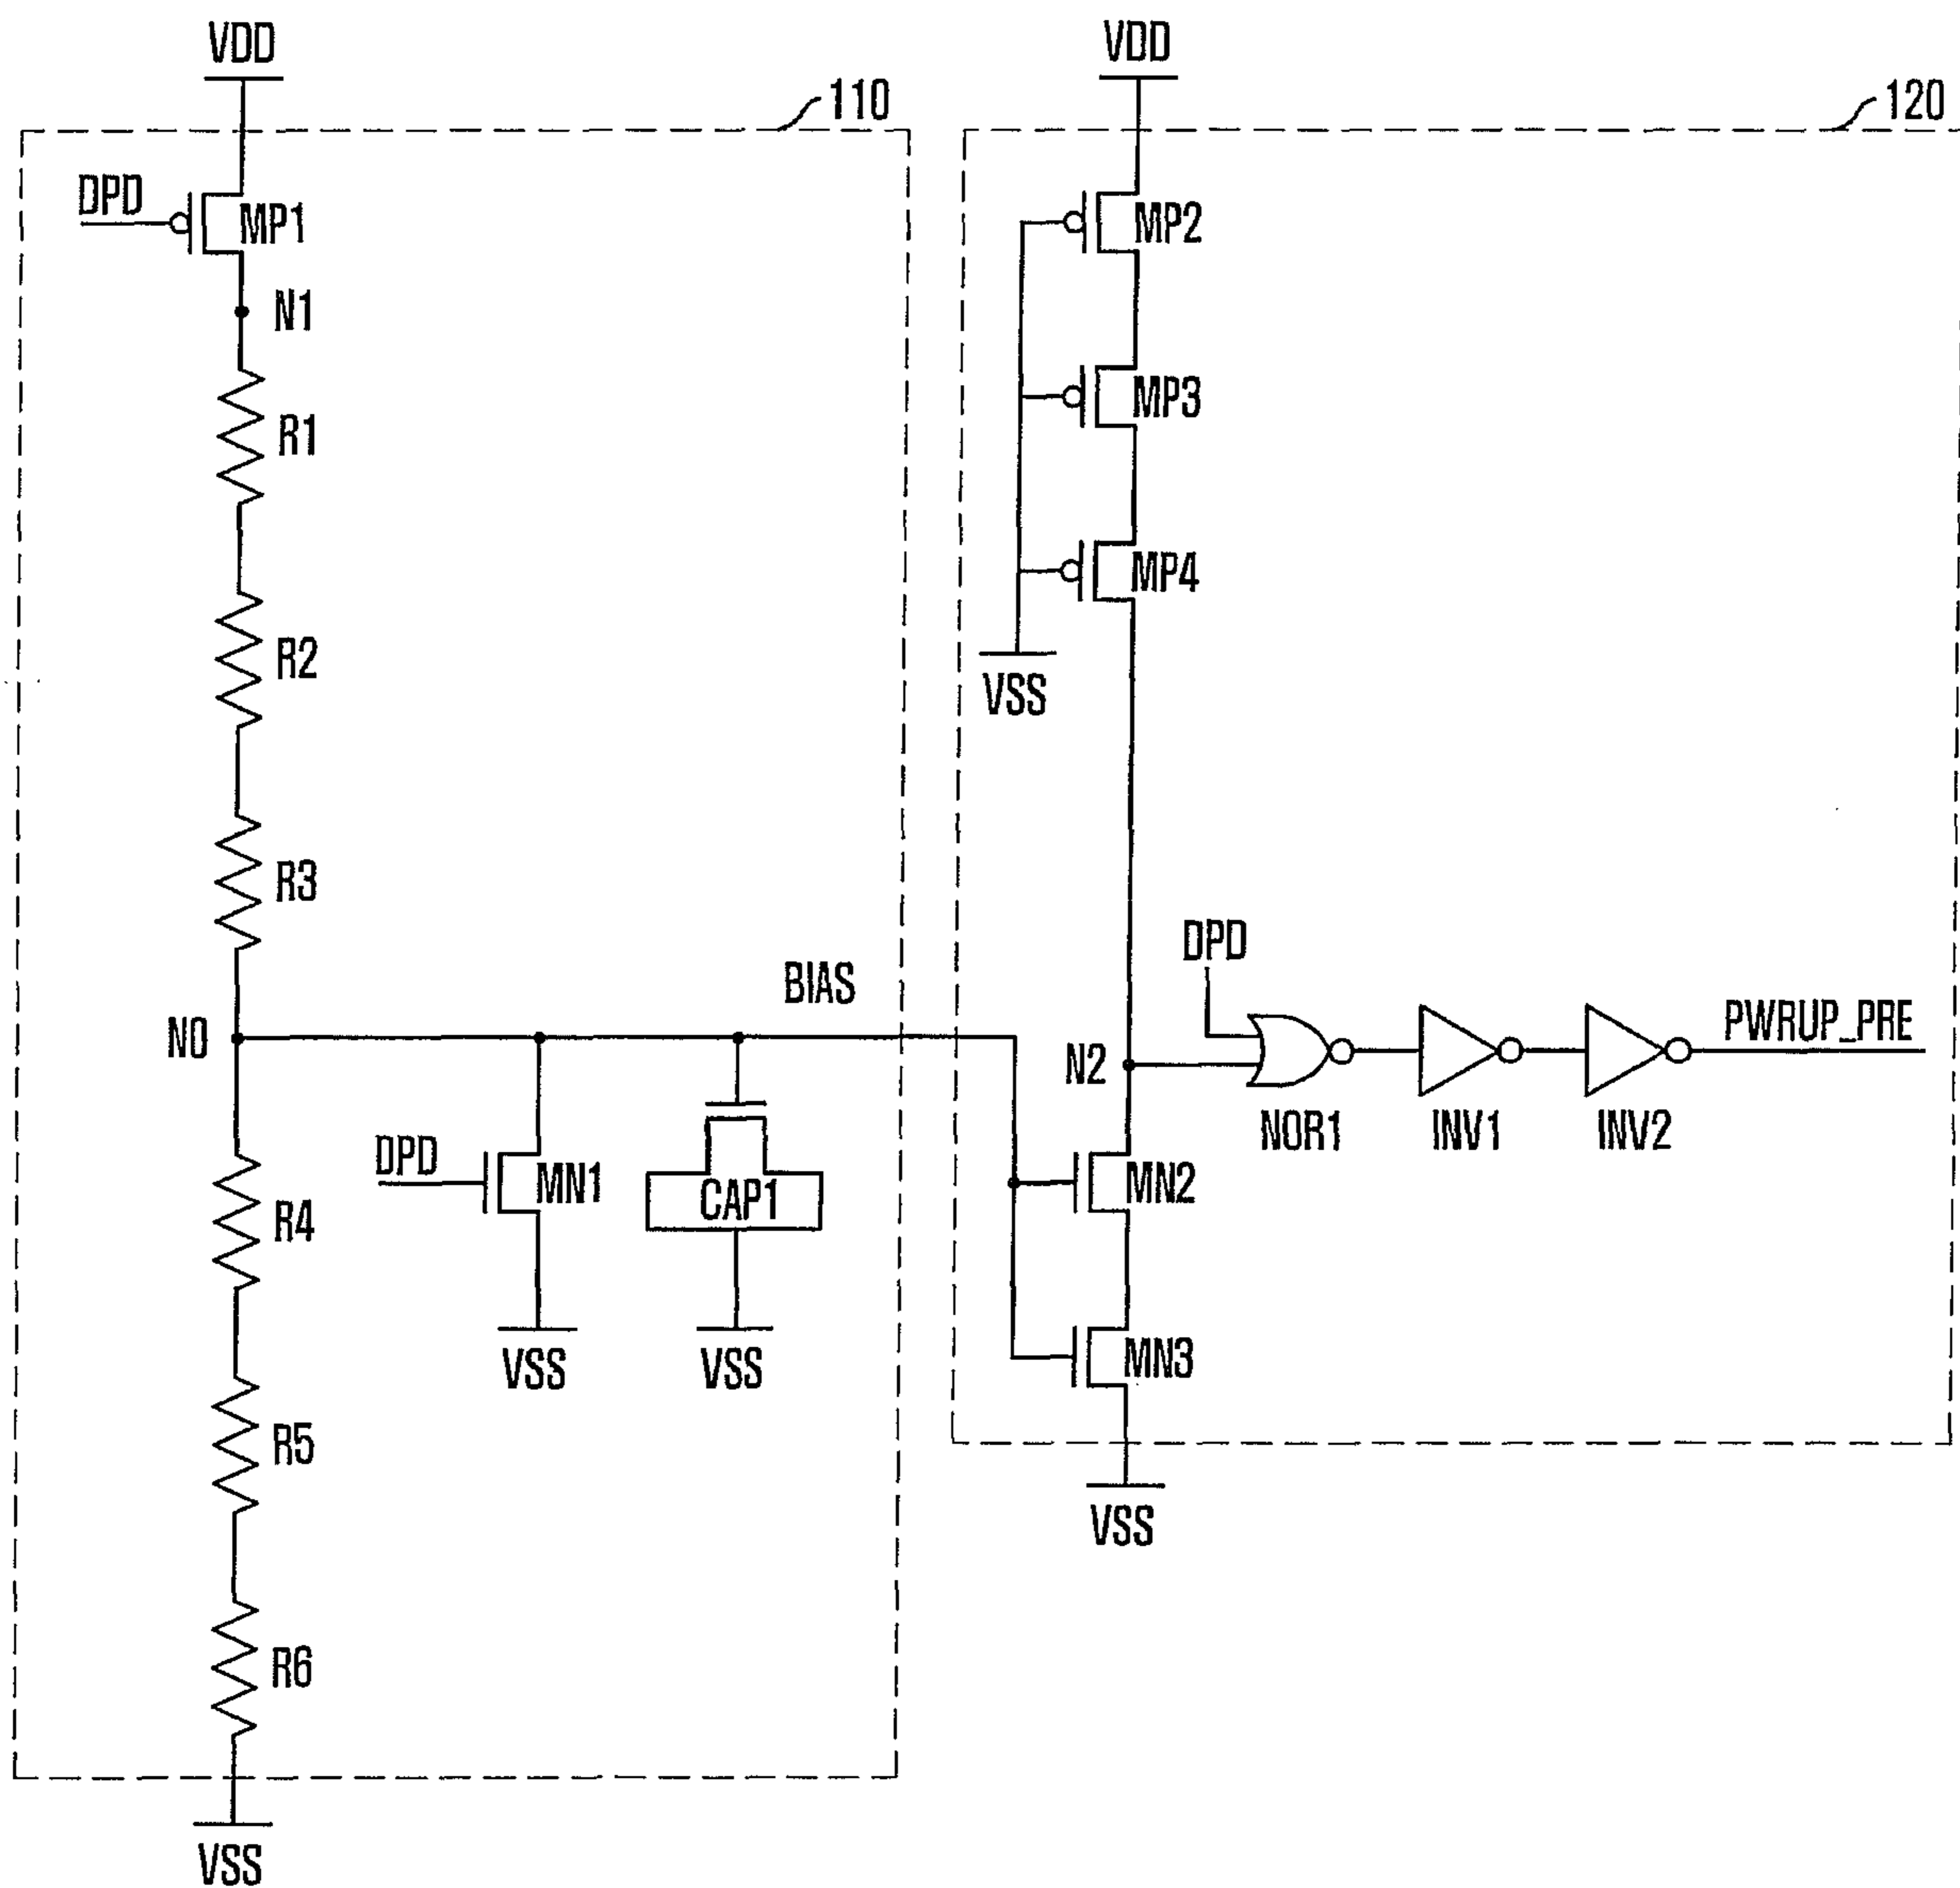 VDD
VDD
110
120
DPD
MP1
MP2
N1
R1
MP3
MP4
R2
VSS
R3
DPD
BIAS
PWRUP_PRE
N0
N2
NOR1
INV1
INV2
DPD
MN1
CAP1
MN2
R4
VSS
VSS
MN3
R5
VSS
R6
VSS